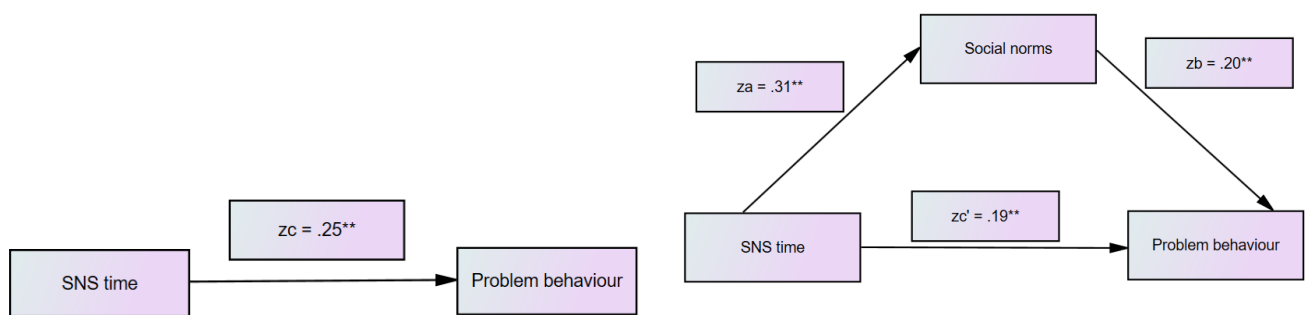 zc = .25**
SNS time
Problem behaviour
Social norms
za = .31**
zb = .20**
zc' = .19**
SNS time
Problem behaviour